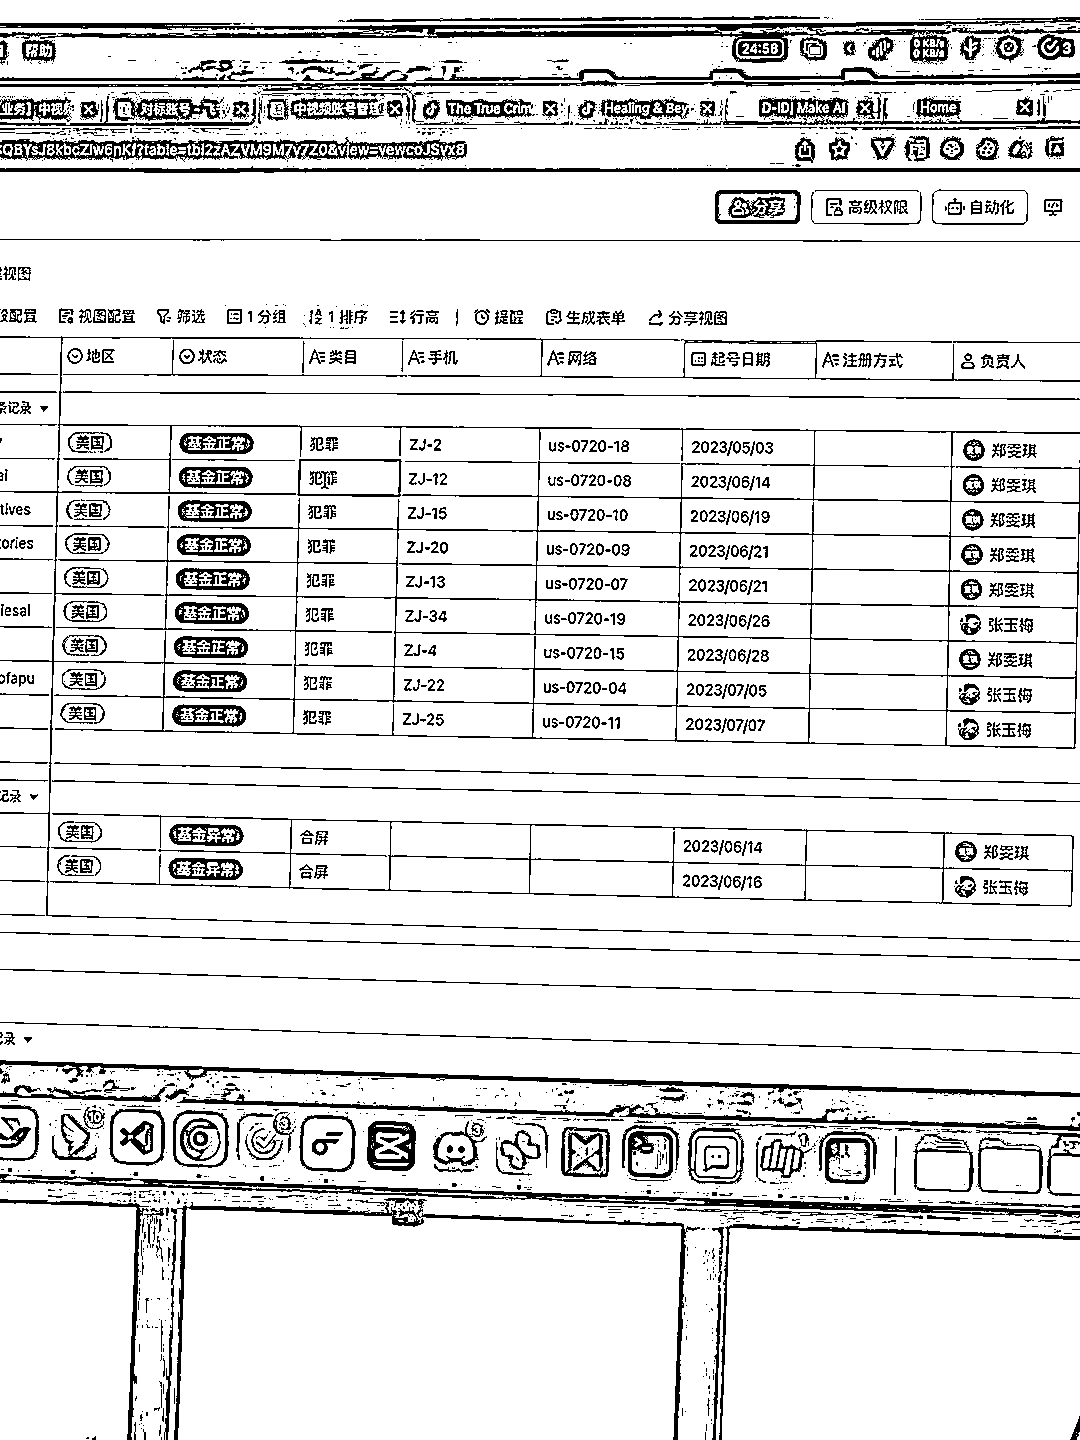 帮助 24:58 0 KB/s 0 KB/s 3
业务】中视频 对标账号-飞 中视频账号管理 The True Crim Healing & Bey D-ID| Make AI Home
分享 高级权限 自动化
视图
段配置 视图配置 筛选 1 分组 1 排序 行高 提醒 生成表单 分享视图
地区 状态 类目 手机 网络 起号日期 注册方式 负责人
条记录
美国 基金正常 犯罪 ZJ-2 us-0720-18 2023/05/03 郑雯琪
ai 美国 基金正常 犯罪 ZJ-12 us-0720-08 2023/06/14 郑雯琪
tives 美国 基金正常 犯罪 ZJ-15 us-0720-10 2023/06/19 郑雯琪
tories 美国 基金正常 犯罪 ZJ-20 us-0720-09 2023/06/21 郑雯琪
美国 基金正常 犯罪 ZJ-13 us-0720-07 2023/06/21 郑雯琪
iesal 美国 基金正常 犯罪 ZJ-34 us-0720-19 2023/06/26 张玉梅
美国 基金正常 犯罪 ZJ-4 us-0720-15 2023/06/28 郑雯琪
ofapu 美国 基金正常 犯罪 ZJ-22 us-0720-04 2023/07/05 张玉梅
美国 基金正常 犯罪 ZJ-25 us-0720-11 2023/07/07 张玉梅
记录
美国 基金异常 合屏 2023/06/14 郑雯琪
美国 基金异常 合屏 2023/06/16 张玉梅
记录